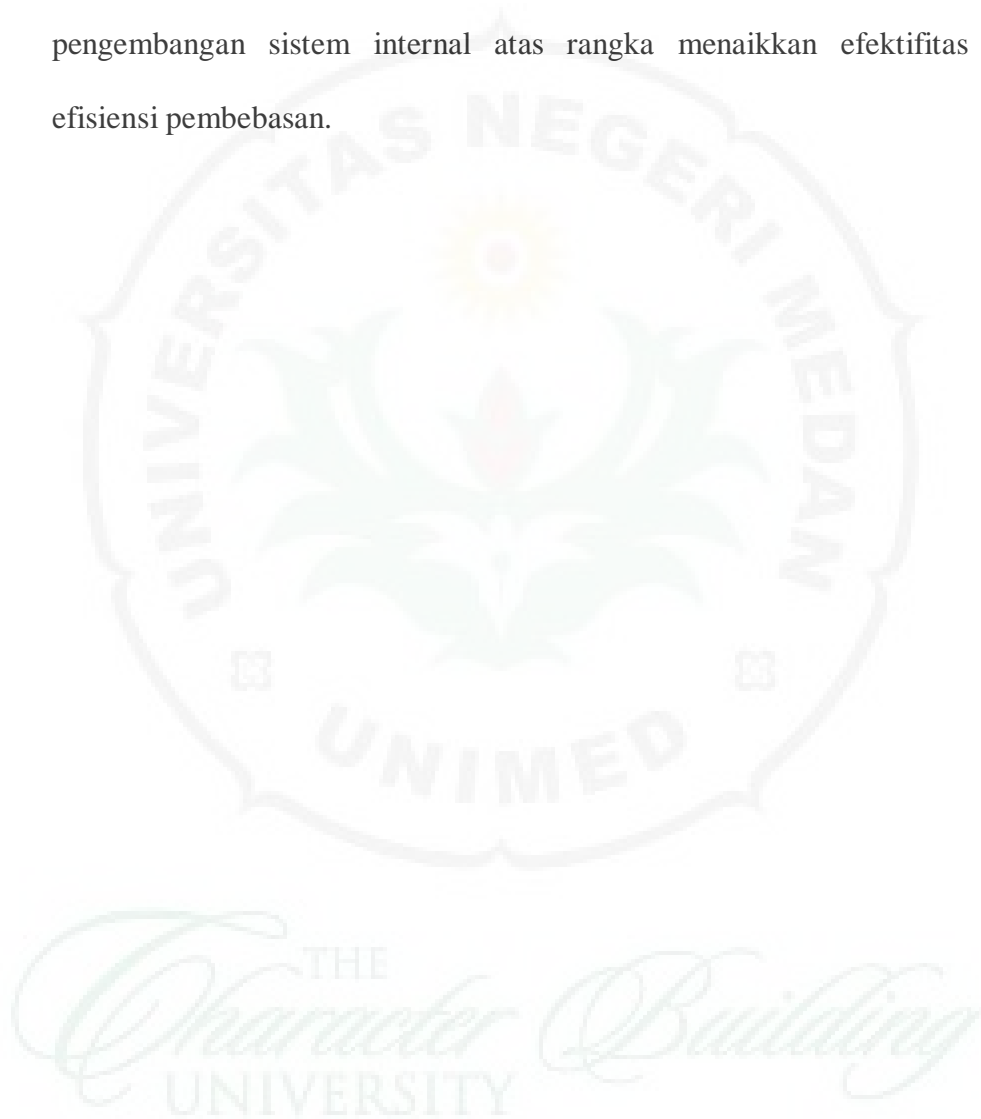 pengembangan sistem internal atas rangka menaikkan efektifitas
efisiensi pembebasan.
UNIVERSITAS NEGERI MEDAN
UNIMED
THE
Character Building
UNIVERSITY